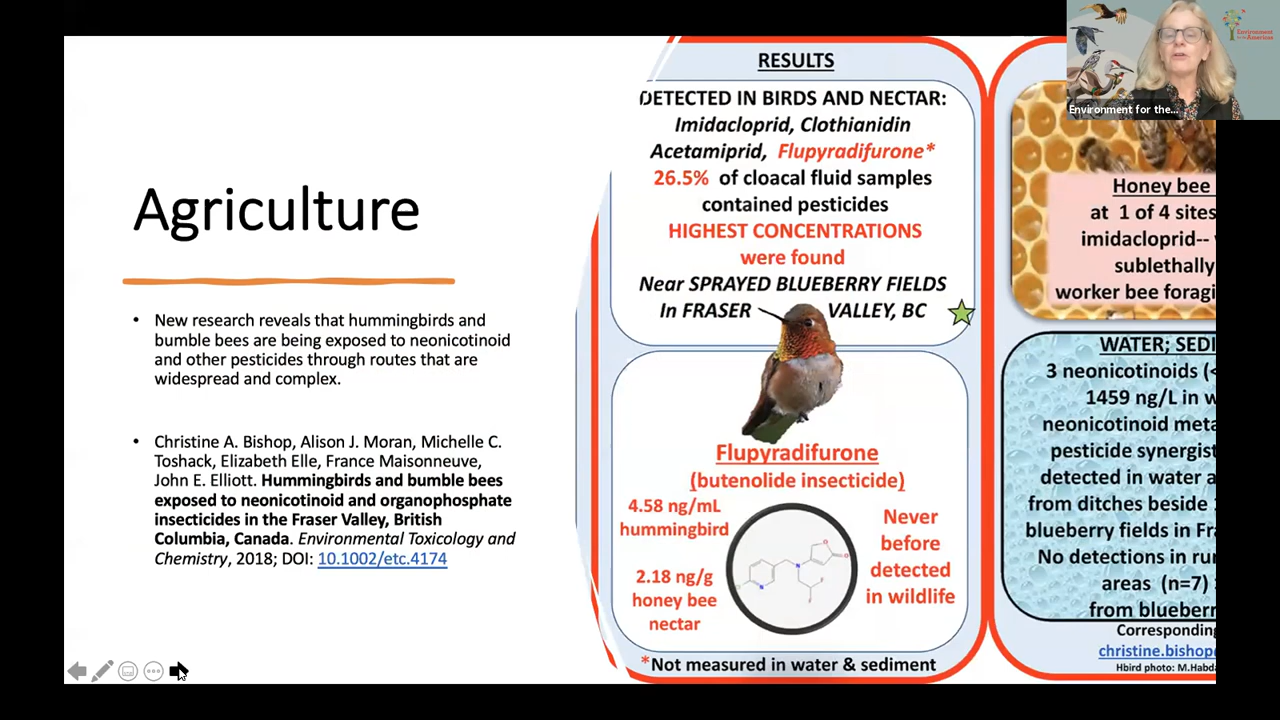 Agriculture
• New research reveals that hummingbirds and
bumble bees are being exposed to neonicotinoid
and other pesticides through routes that are
widespread and complex.
• Christine A. Bishop, Alison J. Moran, Michelle C.
Toshack, Elizabeth Elle, France Maisonneuve,
John E. Elliott. Hummingbirds and bumble bees
exposed to neonicotinoid and organophosphate
insecticides in the Fraser Valley, British
Columbia, Canada. Environmental Toxicology and
Chemistry, 2018; DOI: 10.1002/etc.4174
RESULTS
DETECTED IN BIRDS AND NECTAR:
Imidacloprid, Clothianidin
Acetamiprid, Flupyradifurone*
26.5% of cloacal fluid samples
contained pesticides
HIGHEST CONCENTRATIONS
were found
Near SPRAYED BLUEBERRY FIELDS
In FRASER VALLEY, BC
Flupyradifurone
(butenolide insecticide)
4.58 ng/mL
hummingbird
2.18 ng/g
honey bee
nectar
Never
before
detected
in wildlife
*Not measured in water & sediment
Honey bee
at 1 of 4 sites
imidacloprid--
sublethally
worker bee foragi
WATER; SEDI
3 neonicotinoids (<
1459 ng/L in w
neonicotinoid meta
pesticide synergist
detected in water a
from ditches beside
blueberry fields in Fr
No detections in rur
areas (n=7)
from blueberr
Corresponding
christine.bishop
Hbird photo: M.Habda
Environment for the...
Environment
for the Americas